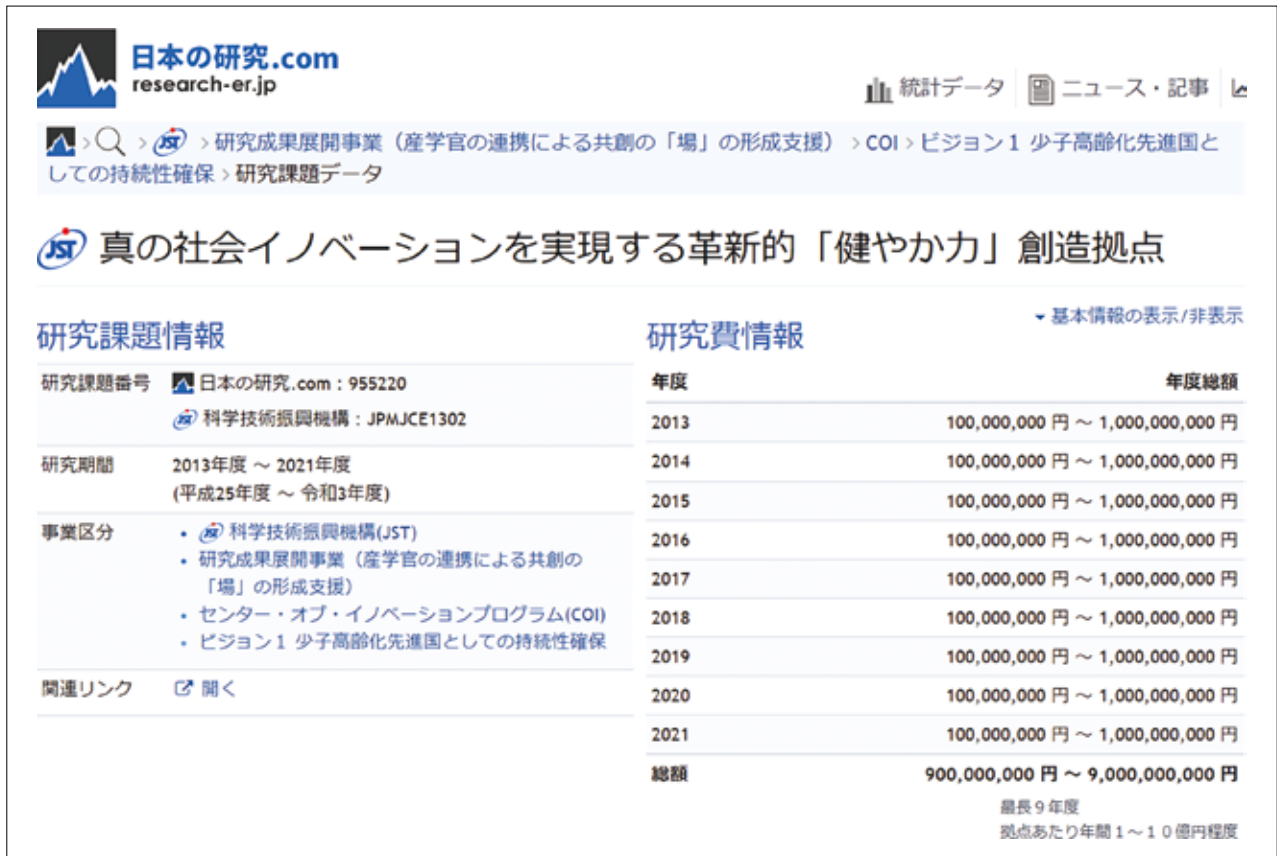 日本の研究.com
research-er.jp
統計データ ニュース・記事
> > JST > 研究成果展開事業（産学官の連携による共創の「場」の形成支援） > COI > ビジョン１ 少子高齢化先進国と
しての持続性確保 > 研究課題データ
JST 真の社会イノベーションを実現する革新的「健やか力」創造拠点
基本情報の表示/非表示
研究課題情報
研究課題番号 日本の研究.com : 955220
JST 科学技術振興機構 : JPMJCE1302
研究期間 2013年度 ～ 2021年度
(平成25年度 ～ 令和3年度)
事業区分 • JST 科学技術振興機構(JST)
• 研究成果展開事業（産学官の連携による共創の
「場」の形成支援）
• センター・オブ・イノベーションプログラム(COI)
• ビジョン１ 少子高齢化先進国としての持続性確保
関連リンク 開く
研究費情報
年度 年度総額
2013 100,000,000 円 ～ 1,000,000,000 円
2014 100,000,000 円 ～ 1,000,000,000 円
2015 100,000,000 円 ～ 1,000,000,000 円
2016 100,000,000 円 ～ 1,000,000,000 円
2017 100,000,000 円 ～ 1,000,000,000 円
2018 100,000,000 円 ～ 1,000,000,000 円
2019 100,000,000 円 ～ 1,000,000,000 円
2020 100,000,000 円 ～ 1,000,000,000 円
2021 100,000,000 円 ～ 1,000,000,000 円
総額 900,000,000 円 ～ 9,000,000,000 円
最長９年度
拠点あたり年間１～１０億円程度